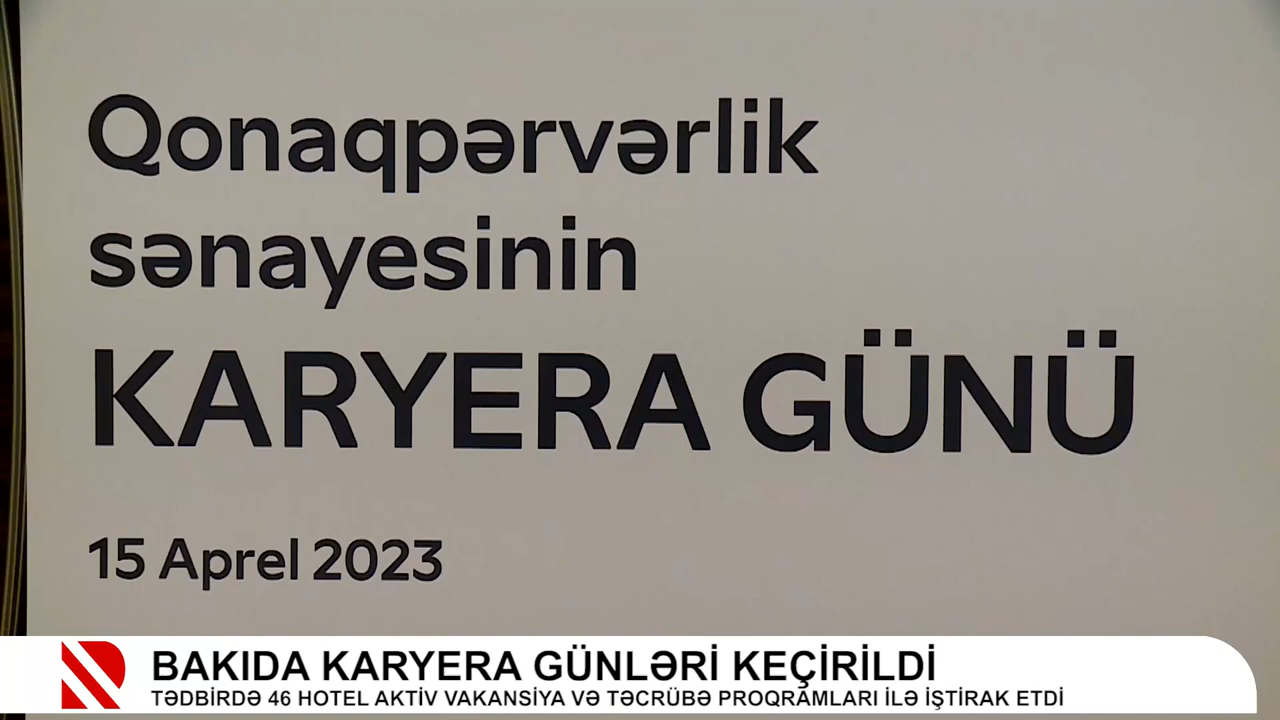 Qonaqpərvərlik
sənayesinin
KARYERA GÜNÜ
15 Aprel 2023
BAKIDA KARYERA GÜNLƏRİ KEÇİRİLDİ
TƏDBİRDƏ 46 HOTEL AKTİV VAKANSİYA VƏ TƏCRÜBƏ PROQRAMLARI İLƏ İŞTİRAK ETDİ